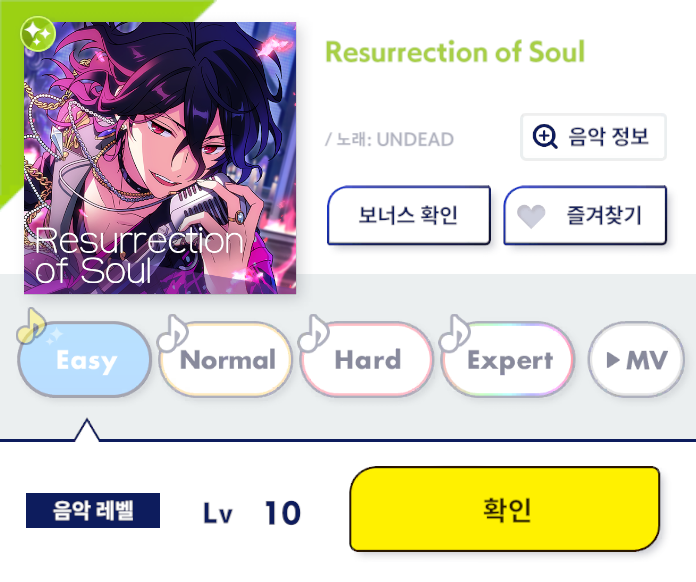 Resurrection of Soul
/ 노래: UNDEAD
음악 정보
보너스 확인
즐겨찾기
Resurrection
of Soul
Easy
Normal
Hard
Expert
MV
음악 레벨
Lv 10
확인